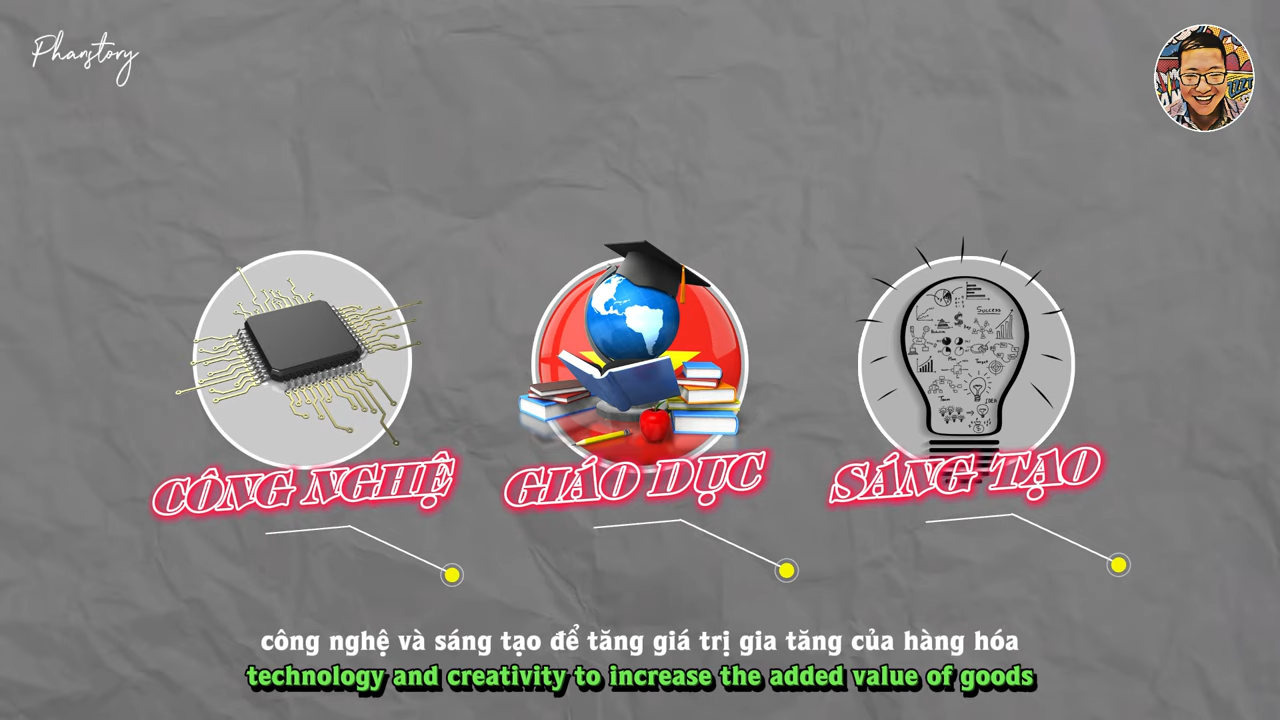 Phanstory
CÔNG NGHỆ
GIÁO DỤC
SÁNG TẠO
Success
công nghệ và sáng tạo để tăng giá trị gia tăng của hàng hóa
technology and creativity to increase the added value of goods